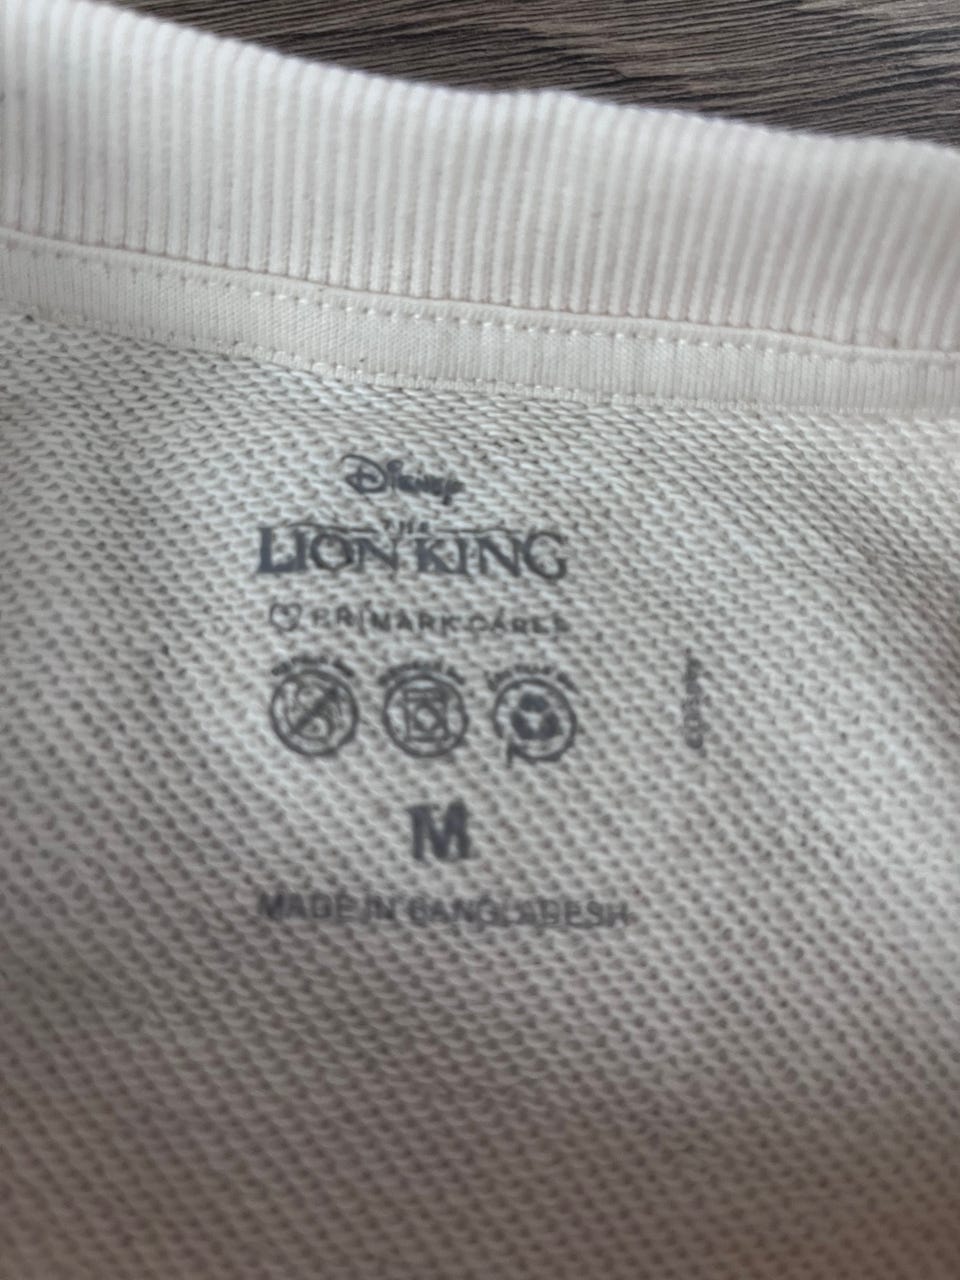 Disney
THE
LION KING
PRIMARK CARES
M
MADE IN BANGLADESH